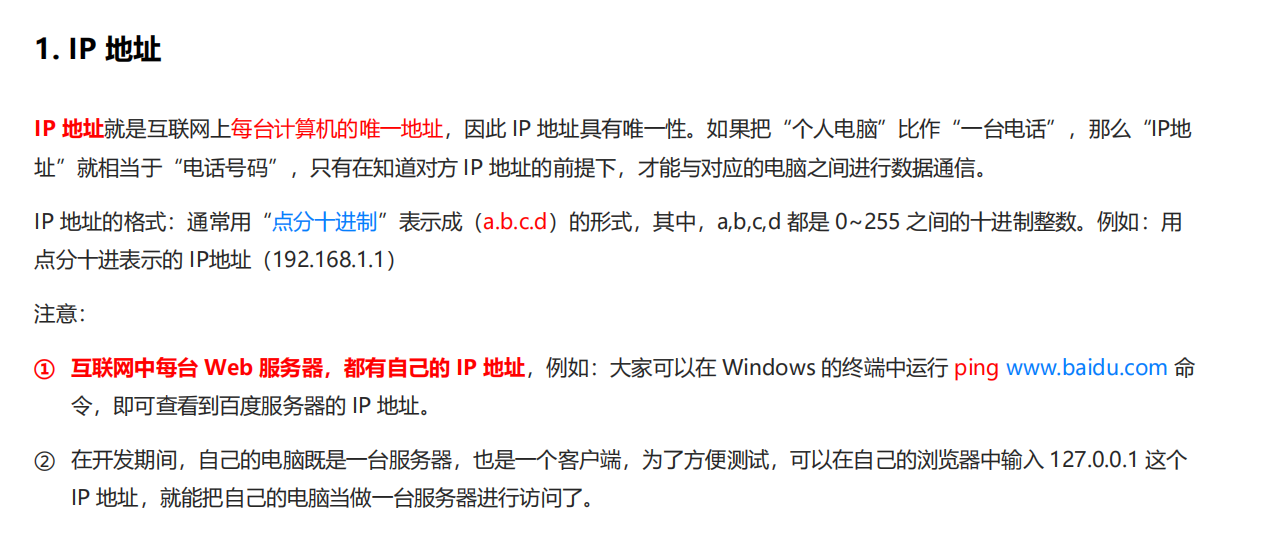 1. IP 地址
IP 地址就是互联网上每台计算机的唯一地址，因此 IP 地址具有唯一性。如果把“个人电脑”比作“一台电话”，那么“IP地
址”就相当于“电话号码”，只有在知道对方 IP 地址的前提下，才能与对应的电脑之间进行数据通信。
IP 地址的格式：通常用“点分十进制”表示成（a.b.c.d）的形式，其中，a,b,c,d 都是 0~255 之间的十进制整数。例如：用
点分十进表示的 IP地址（192.168.1.1）
注意：
① 互联网中每台 Web 服务器，都有自己的 IP 地址，例如：大家可以在 Windows 的终端中运行 ping www.baidu.com 命
令，即可查看到百度服务器的 IP 地址。
② 在开发期间，自己的电脑既是一台服务器，也是一个客户端，为了方便测试，可以在自己的浏览器中输入 127.0.0.1 这个
IP 地址，就能把自己的电脑当做一台服务器进行访问了。